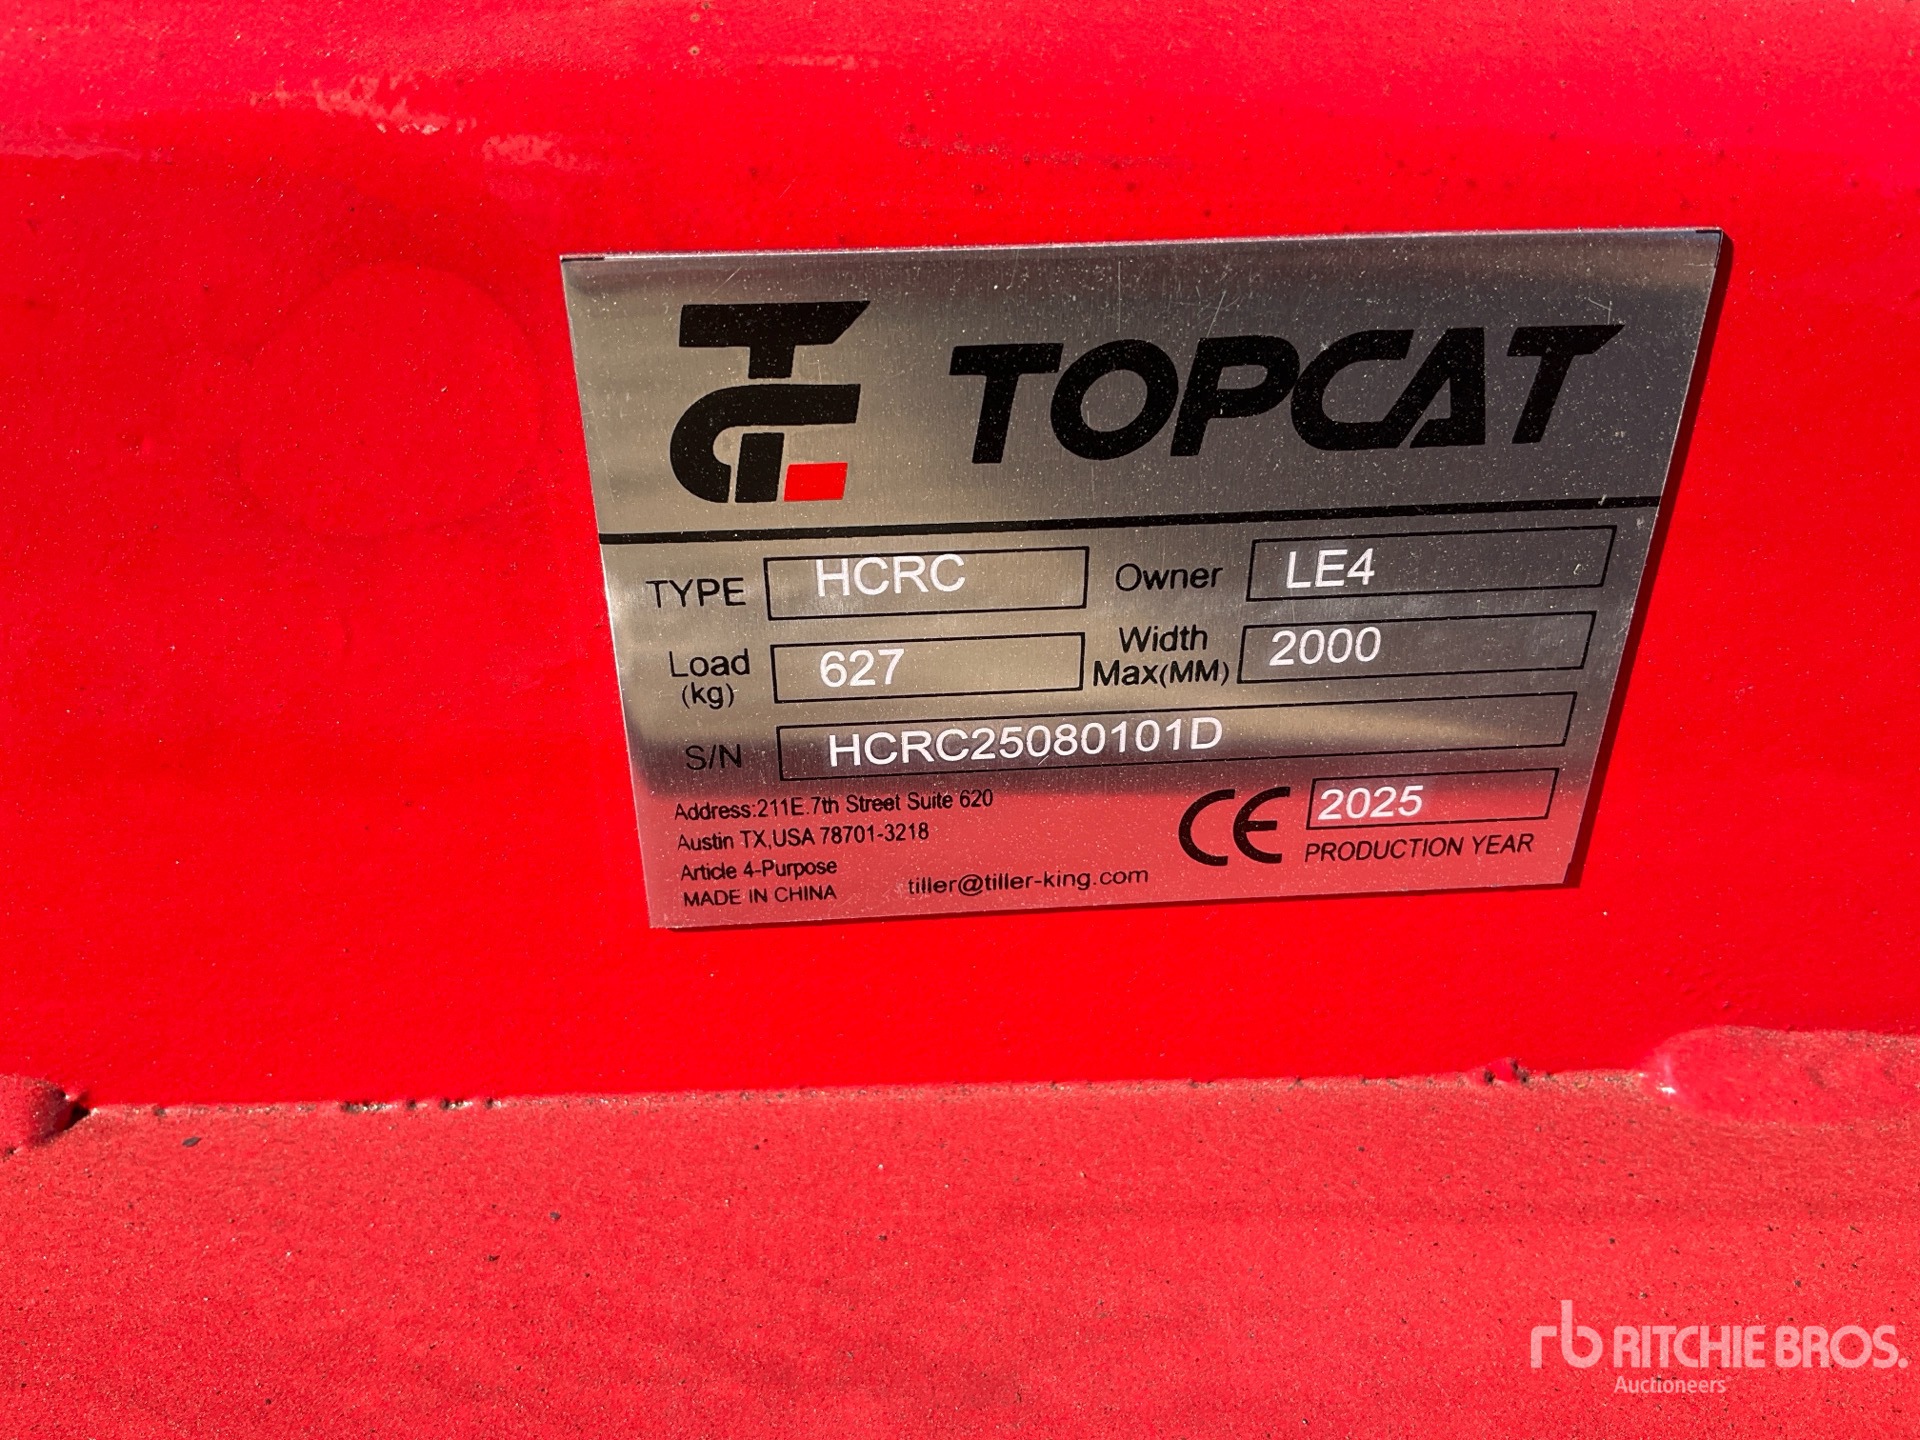 TOPCAT
TYPE HCRC Owner LE4
Load (kg) 627 Width Max(MM) 2000
S/N HCRC25080101D
Address:211E.7th Street Suite 620
Austin TX,USA 78701-3218
Article 4-Purpose
MADE IN CHINA
tiller@tiller-king.com
CE 2025
PRODUCTION YEAR
rb RITCHIE BROS.
Auctioneers